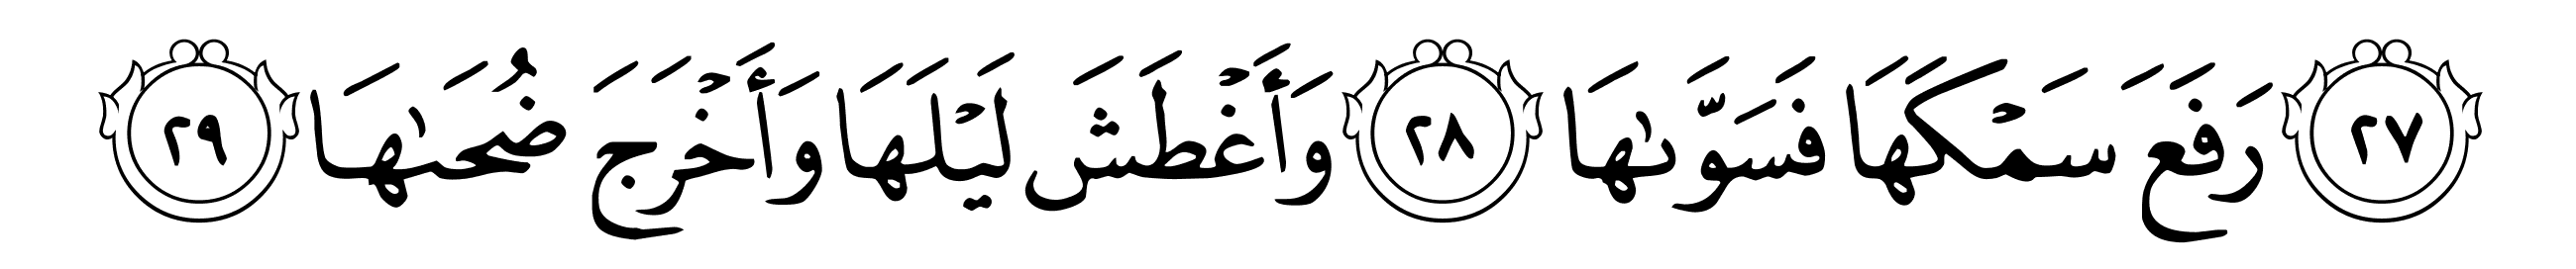 ٢٧ رَفَعَ سَمْكَهَا فَسَوَّىٰهَا ٢٨ وَأَغْطَشَ لَيْلَهَا وَأَخْرَجَ ضُحَىٰهَا ٢٩